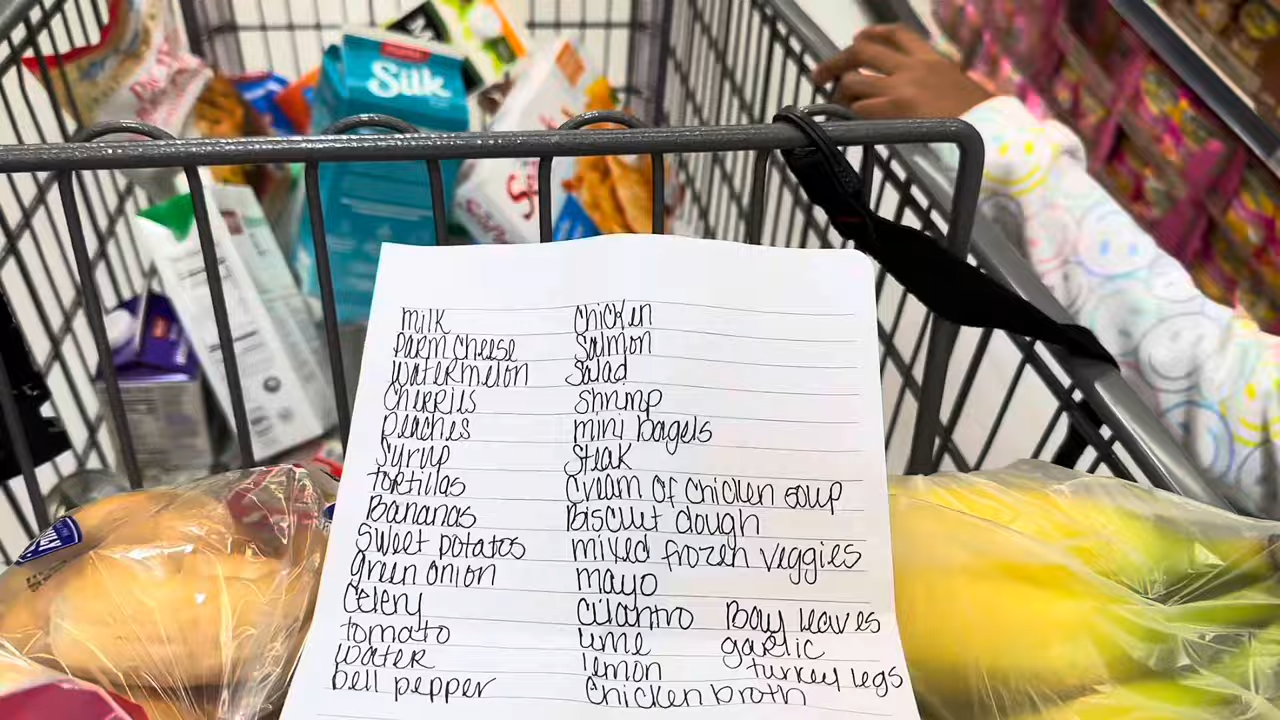 Silk
milk
parm cheese
watermelon
cherries
peaches
syrup
tortillas
Bananas
sweet potatos
green onion
celery
tomato
water
bell pepper
chicken
salmon
salad
shrimp
mini bagels
steak
cream of chicken soup
Biscuit dough
mixed frozen veggies
mayo
cilantro
lime
lemon
chicken broth
Bay leaves
garlic
turkey legs